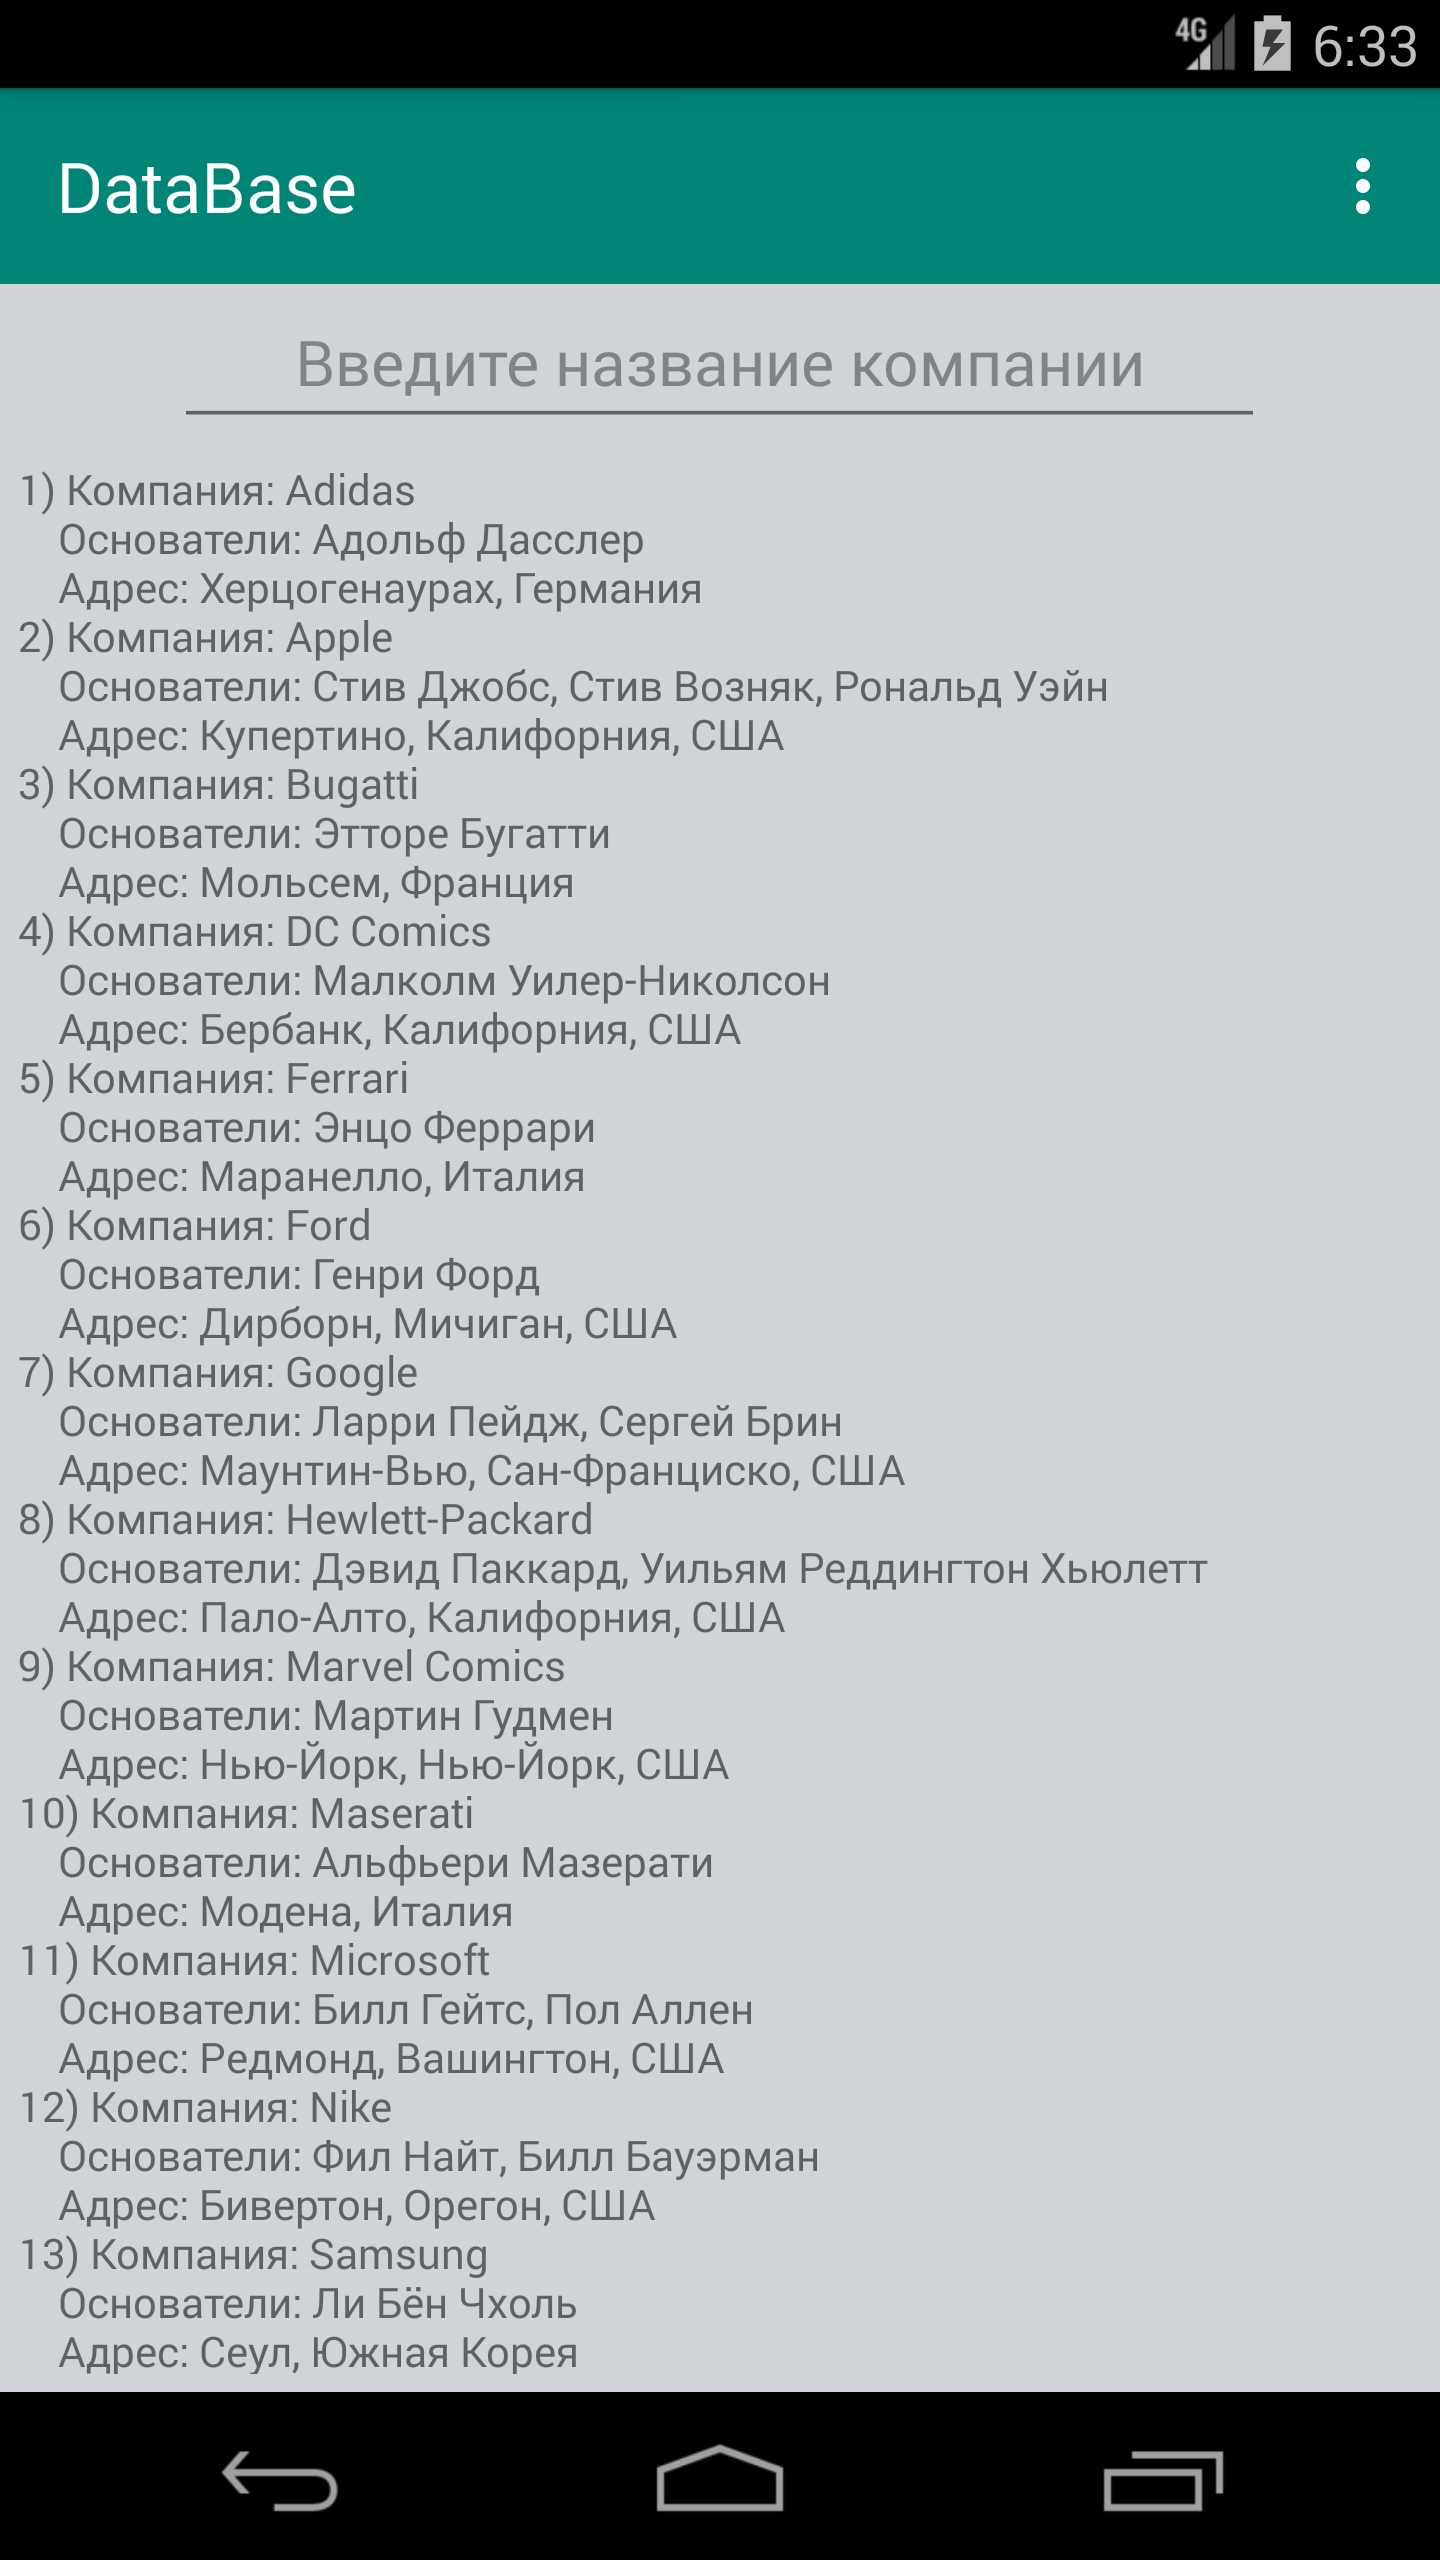 4G 6:33
DataBase
Введите название компании
1) Компания: Adidas
Основатели: Адольф Дасслер
Адрес: Херцогенаурах, Германия
2) Компания: Apple
Основатели: Стив Джобс, Стив Возняк, Рональд Уэйн
Адрес: Купертино, Калифорния, США
3) Компания: Bugatti
Основатели: Этторе Бугатти
Адрес: Мольсем, Франция
4) Компания: DC Comics
Основатели: Малколм Уилер-Николсон
Адрес: Бербанк, Калифорния, США
5) Компания: Ferrari
Основатели: Энцо Феррари
Адрес: Маранелло, Италия
6) Компания: Ford
Основатели: Генри Форд
Адрес: Дирборн, Мичиган, США
7) Компания: Google
Основатели: Ларри Пейдж, Сергей Брин
Адрес: Маунтин-Вью, Сан-Франциско, США
8) Компания: Hewlett-Packard
Основатели: Дэвид Паккард, Уильям Реддингтон Хьюлетт
Адрес: Пало-Алто, Калифорния, США
9) Компания: Marvel Comics
Основатели: Мартин Гудмен
Адрес: Нью-Йорк, Нью-Йорк, США
10) Компания: Maserati
Основатели: Альфьери Мазерати
Адрес: Модена, Италия
11) Компания: Microsoft
Основатели: Билл Гейтс, Пол Аллен
Адрес: Редмонд, Вашингтон, США
12) Компания: Nike
Основатели: Фил Найт, Билл Бауэрман
Адрес: Бивертон, Орегон, США
13) Компания: Samsung
Основатели: Ли Бён Чхоль
Адрес: Сеул, Южная Корея